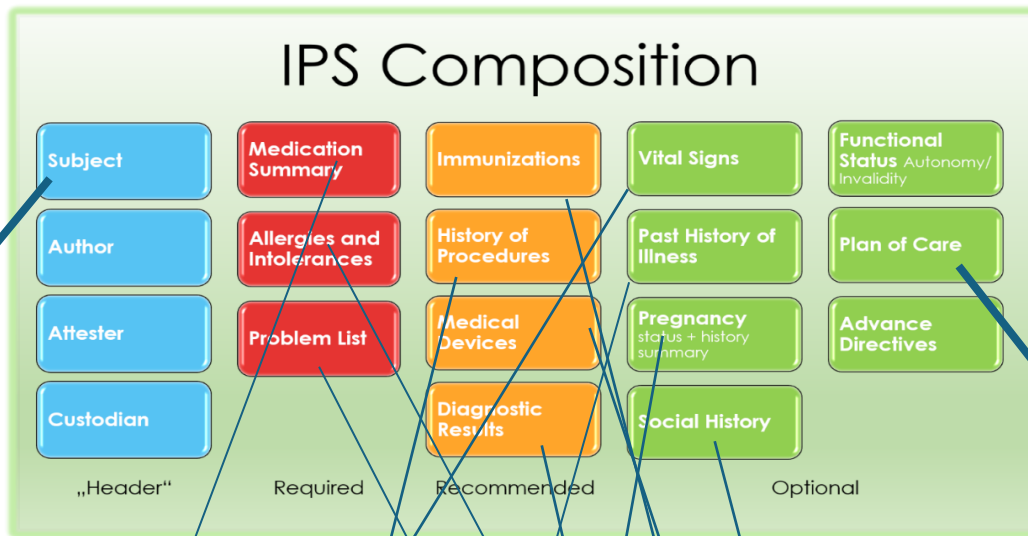 IPS Composition
Subject
Author
Attester
Custodian
„Header“
Medication
Summary
Allergies and
Intolerances
Problem List
Required
Immunizations
History of
Procedures
Medical
Devices
Diagnostic
Results
Recommended
Vital Signs
Past History of
Illness
Pregnancy
status + history
summary
Social History
Functional
Status Autonomy/
Invalidity
Plan of Care
Advance
Directives
Optional